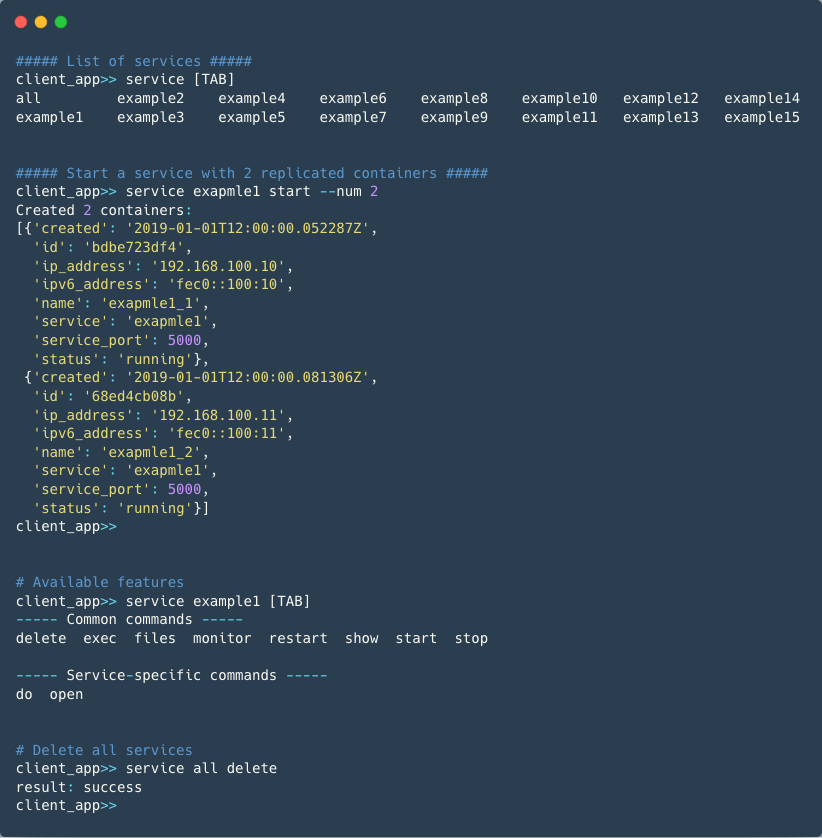 ##### List of services #####
client_app>> service [TAB]
all         example2    example4    example6    example8    example10   example12   example14
example1    example3    example5    example7    example9    example11   example13   example15
##### Start a service with 2 replicated containers #####
client_app>> service exapmle1 start --num 2
Created 2 containers:
[{'created': '2019-01-01T12:00:00.052287Z',
  'id': 'bdbe723df4',
  'ip_address': '192.168.100.10',
  'ipv6_address': 'fec0::100:10',
  'name': 'exapmle1_1',
  'service': 'exapmle1',
  'service_port': 5000,
  'status': 'running'},
 {'created': '2019-01-01T12:00:00.081306Z',
  'id': '68ed4cb08b',
  'ip_address': '192.168.100.11',
  'ipv6_address': 'fec0::100:11',
  'name': 'exapmle1_2',
  'service': 'exapmle1',
  'service_port': 5000,
  'status': 'running'}]
client_app>>
# Available features
client_app>> service example1 [TAB]
----- Common commands -----
delete  exec  files  monitor  restart  show  start  stop
----- Service-specific commands -----
do  open
# Delete all services
client_app>> service all delete
result: success
client_app>>